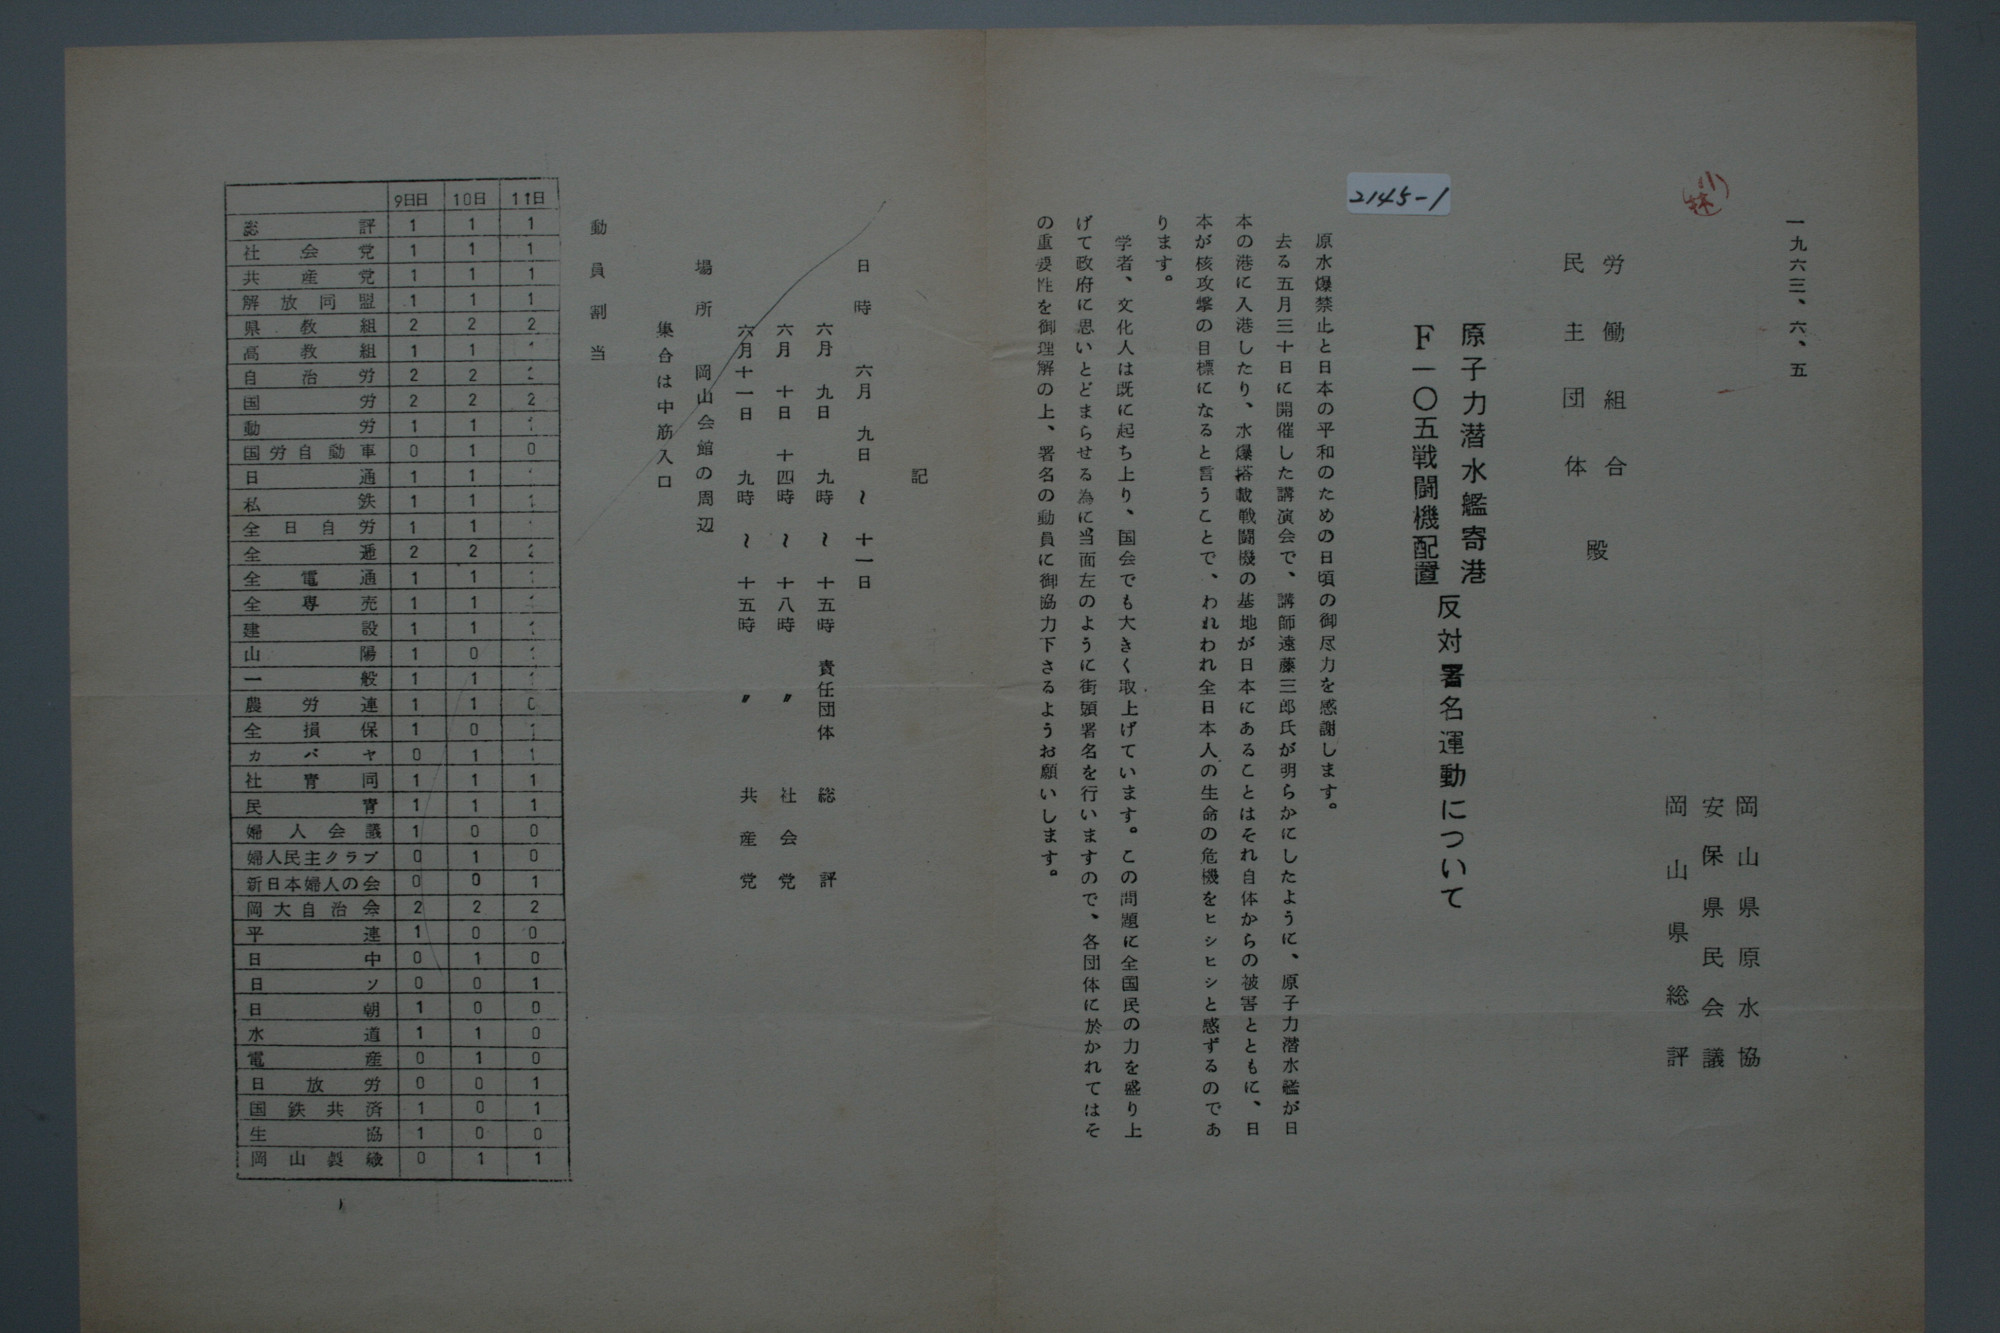 一九六三、六、五
小林
岡山県原水協
安保県民会議
岡山県総評
労働組合
民主団体
殿
2145-1
原子力潜水艦寄港
F一〇五戦闘機配置
反対署名運動について
原水爆禁止と日本の平和のための日頃の御尽力を感謝します。
去る五月三十日に開催した講演会で、講師遠藤三郎氏が明らかにしたように、原子力潜水艦が日
本の港に入港したり、水爆搭載戦闘機の基地が日本にあることはそれ自体からの被害とともに、日
本が核攻撃の目標になると言うことで、われわれ全日本人の生命の危機をヒシヒシと感ずるのであ
ります。
学者、文化人は既に起ち上り、国会でも大きく取上げています。この問題に全国民の力を盛り上
げて政府に思いとどまらせる為に当面左のように街頭署名を行いますので、各団体に於かれてはそ
の重要性を御理解の上、署名の動員に御協力下さるようお願いします。
記
日時 六月九日〜十一日
六月 九日 九時〜十五時 責任団体 総評
六月 十日 十四時〜十八時 〃 社会党
六月十一日 九時〜十五時 〃 共産党
場所 岡山会館の周辺
集合は中筋入口
動員割当
9日日 10日 11日
総評 1 1 1
社会党 1 1 1
共産党 1 1 1
解放同盟 1 1 1
県教組 2 2 2
高教組 1 1 1
自治労 2 2 2
国労 2 2 2
動労 1 1 1
国労自動車 0 1 0
日通 1 1 1
私鉄 1 1 1
全日自労 1 1
全逓 2 2 2
全電通 1 1 1
全専売 1 1 1
建設 1 1 1
山陽 1 0 1
一般 1 1 1
農労連 1 1 0
全損保 1 0 1
カバヤ 0 1 1
社青同 1 1 1
民青 1 1 1
婦人会議 1 0 0
婦人民主クラブ 0 1 0
新日本婦人の会 0 0 1
岡大自治会 2 2 2
平連 1 0 0
日中 0 1 0
日ソ 0 0 1
日朝 1 0 0
水道 1 1 0
電産 0 1 0
日放労 0 0 1
国鉄共済 1 0 1
生協 1 0 0
岡山製織 0 1 1